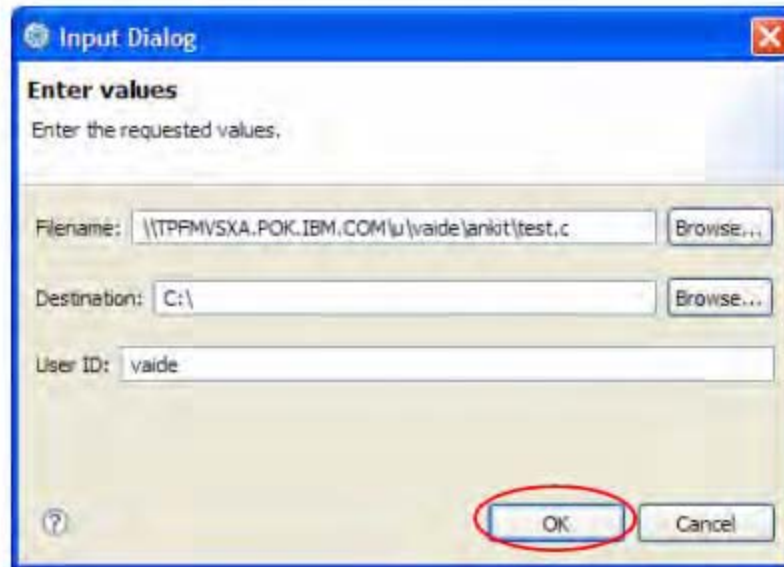 Input Dialog
Enter values
Enter the requested values.
Filename: \\TPFMVSXA.POK.IBM.COM\u\vaide\ankit\test.c Browse...
Destination: C:\ Browse...
User ID: vaide
? OK Cancel